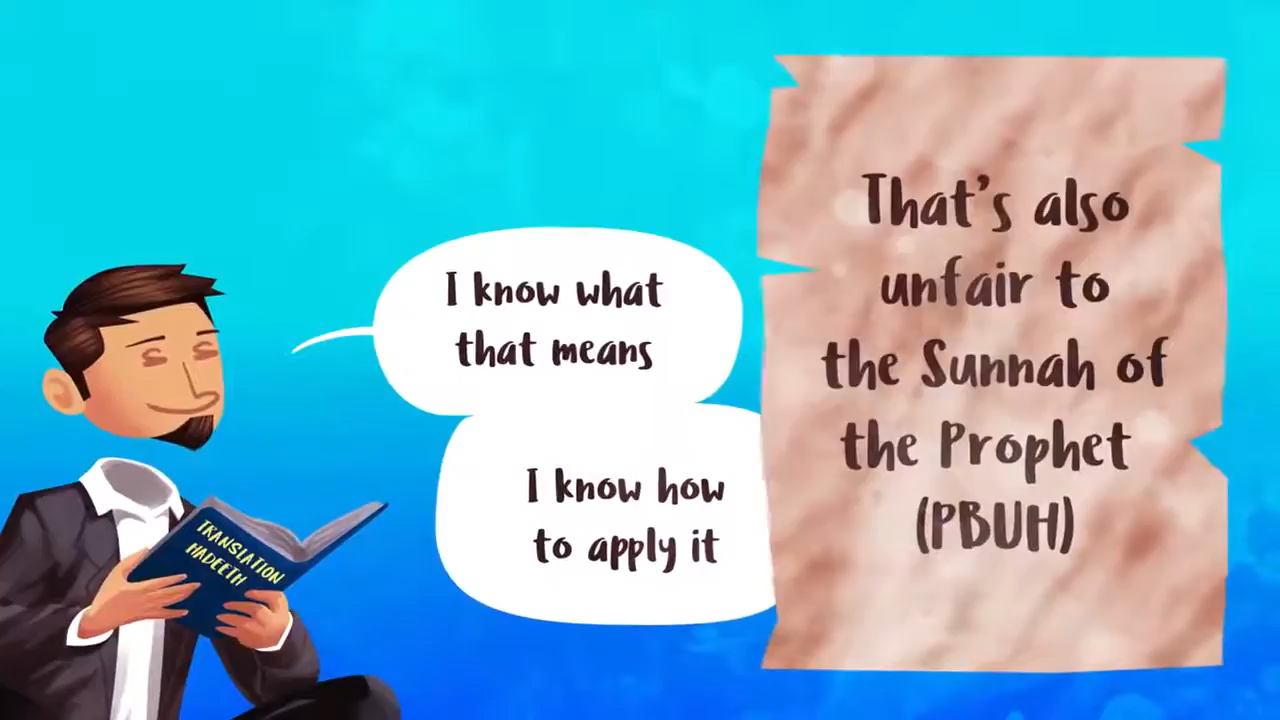 I know what
that means
I know how
to apply it
TRANSLATION
HADEETH
That's also
unfair to
the Sunnah of
the Prophet
(PBUH)